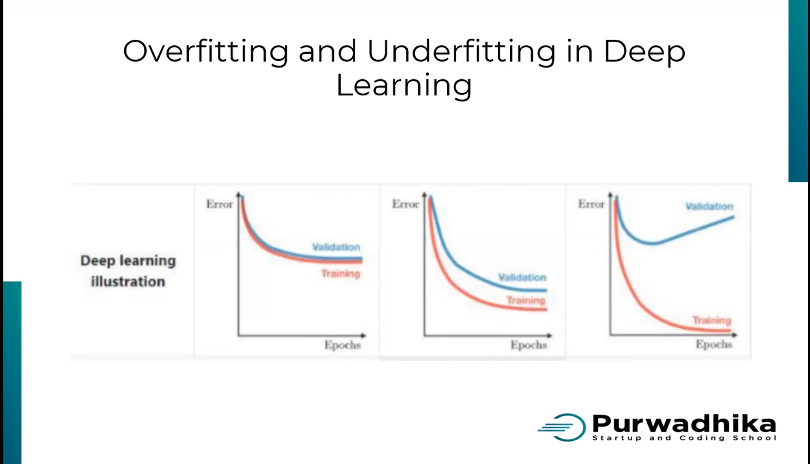 Overfitting and Underfitting in Deep
Learning
Deep learning
illustration
Error
Validation
Training
Epochs
Error
Validation
Training
Epochs
Error
Validation
Training
Epochs
Purwadhika
Startup and Coding School